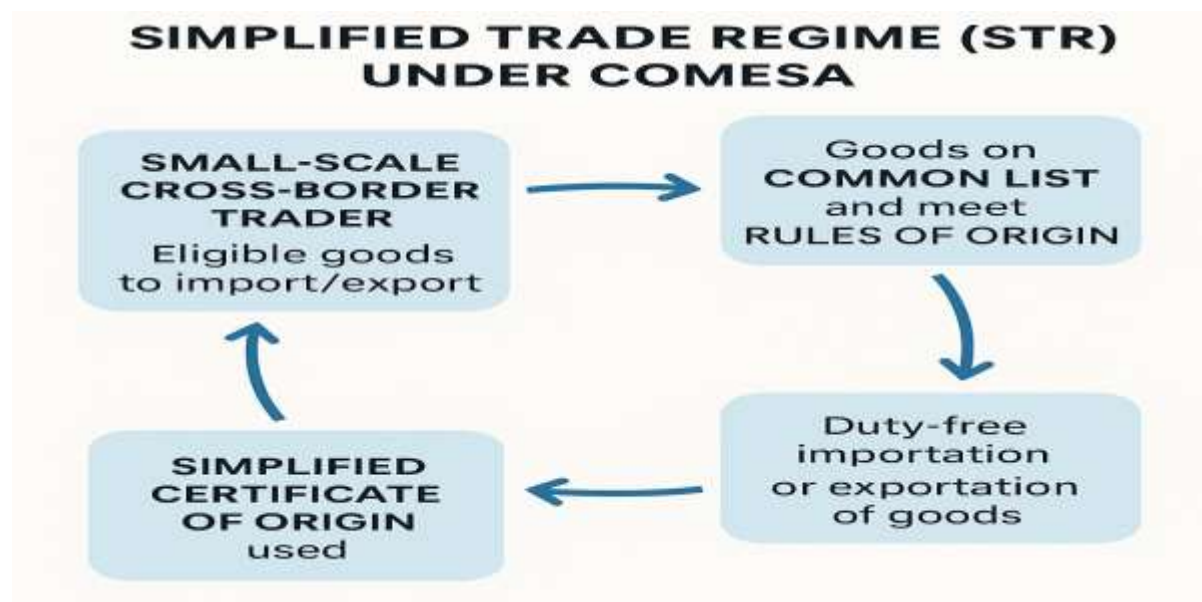 SIMPLIFIED TRADE REGIME (STR)
UNDER COMESA
SMALL-SCALE
CROSS-BORDER
TRADER
Eligible goods
to import/export
Goods on
COMMON LIST
and meet
RULES OF ORIGIN
Duty-free
importation
or exportation
of goods
SIMPLIFIED
CERTIFICATE
OF ORIGIN
used